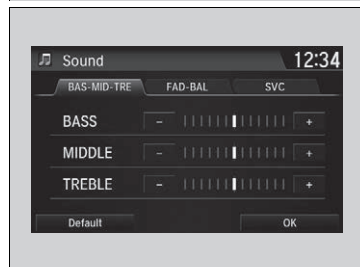 Sound 12:34
BAS-MID-TRE FAD-BAL SVC
BASS - +
MIDDLE - +
TREBLE - +
Default OK